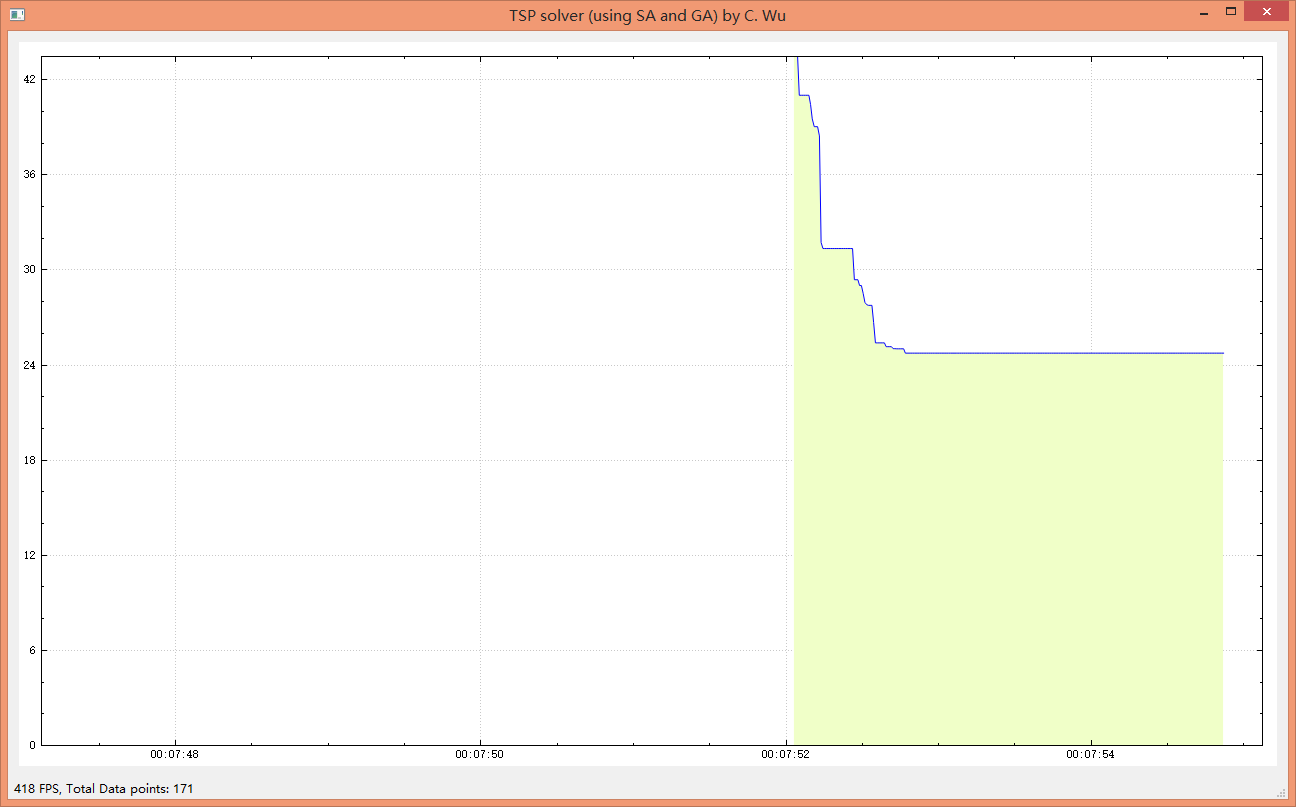 TSP solver (using SA and GA) by C. Wu
42
36
30
24
18
12
6
0
00:07:48 00:07:50 00:07:52 00:07:54
418 FPS, Total Data points: 171